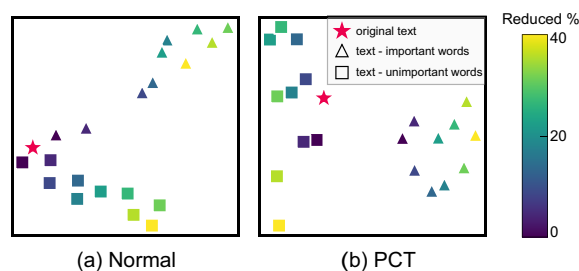 Reduced %
original text
text - important words
text - unimportant words
40
20
0
(a) Normal
(b) PCT